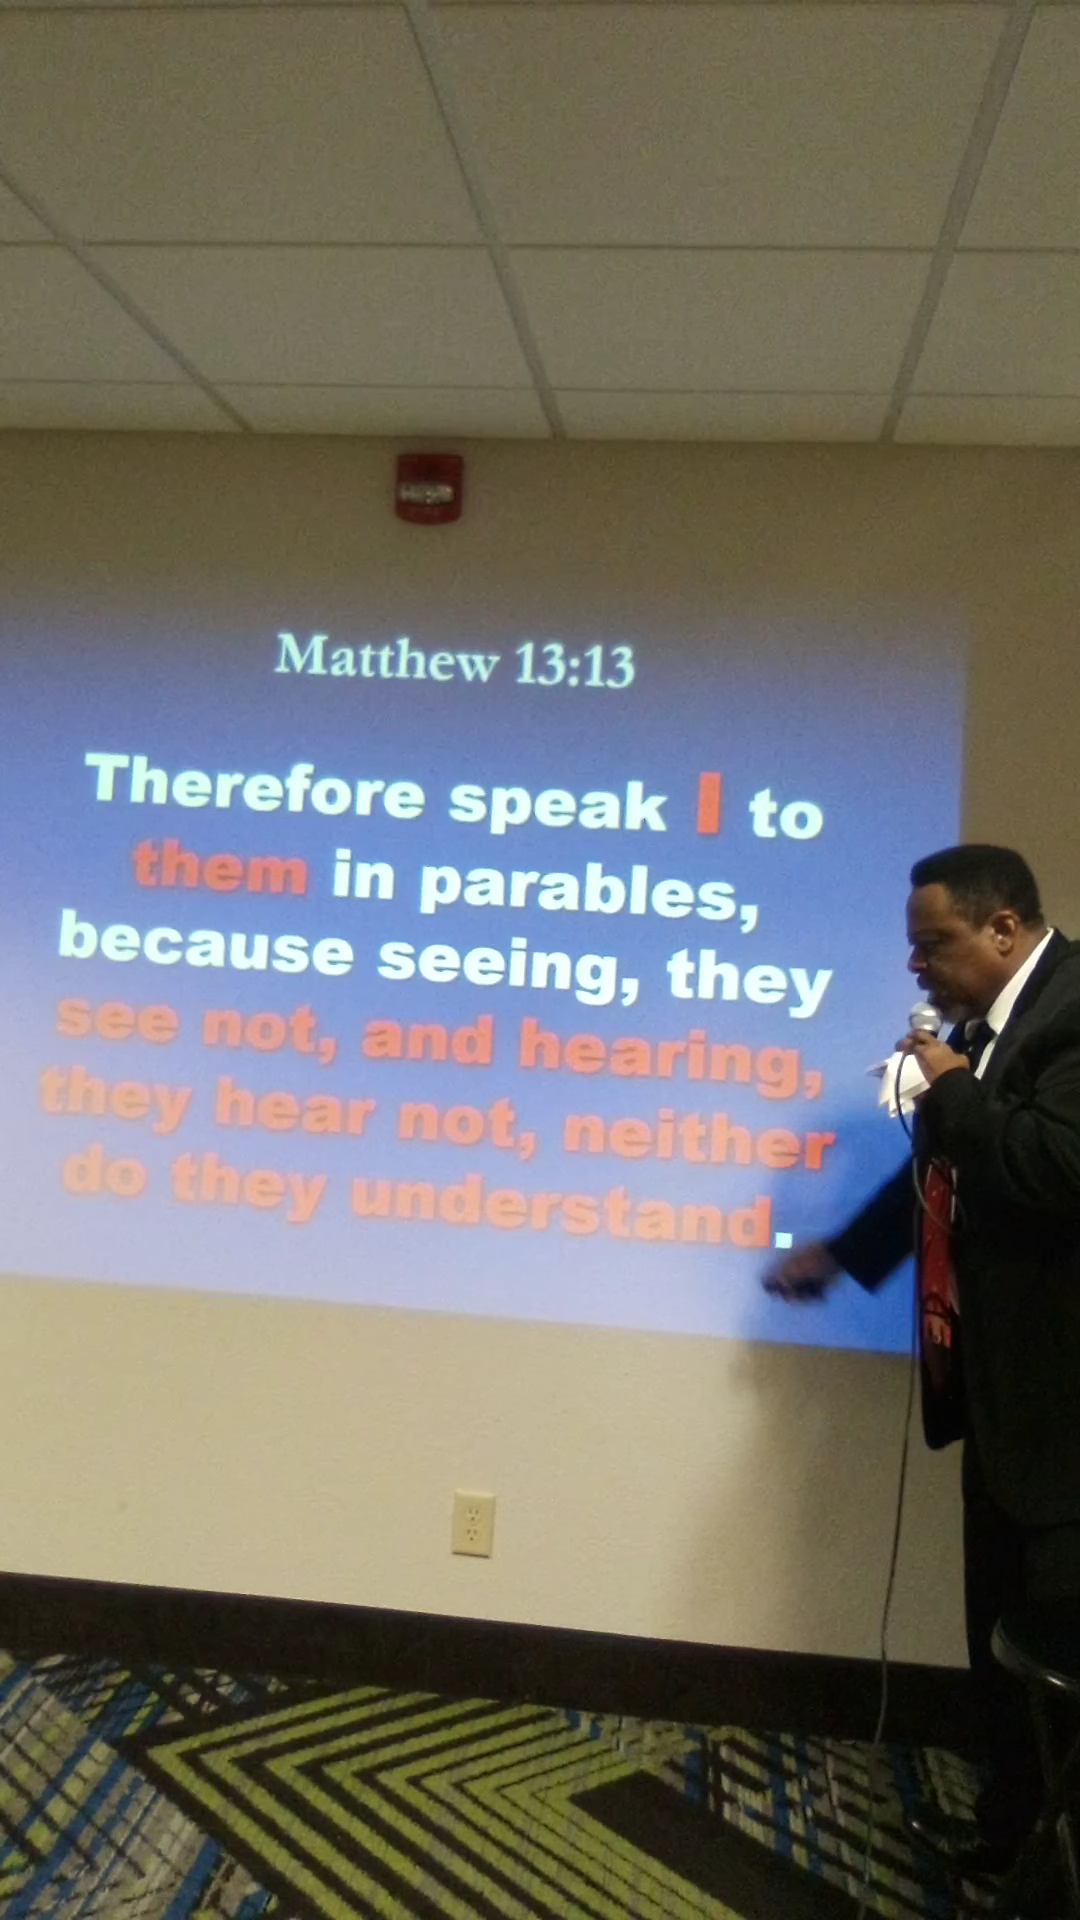 Matthew 13:13
Therefore speak I to
them in parables,
because seeing, they
see not, and hearing,
they hear not, neither
do they understand.